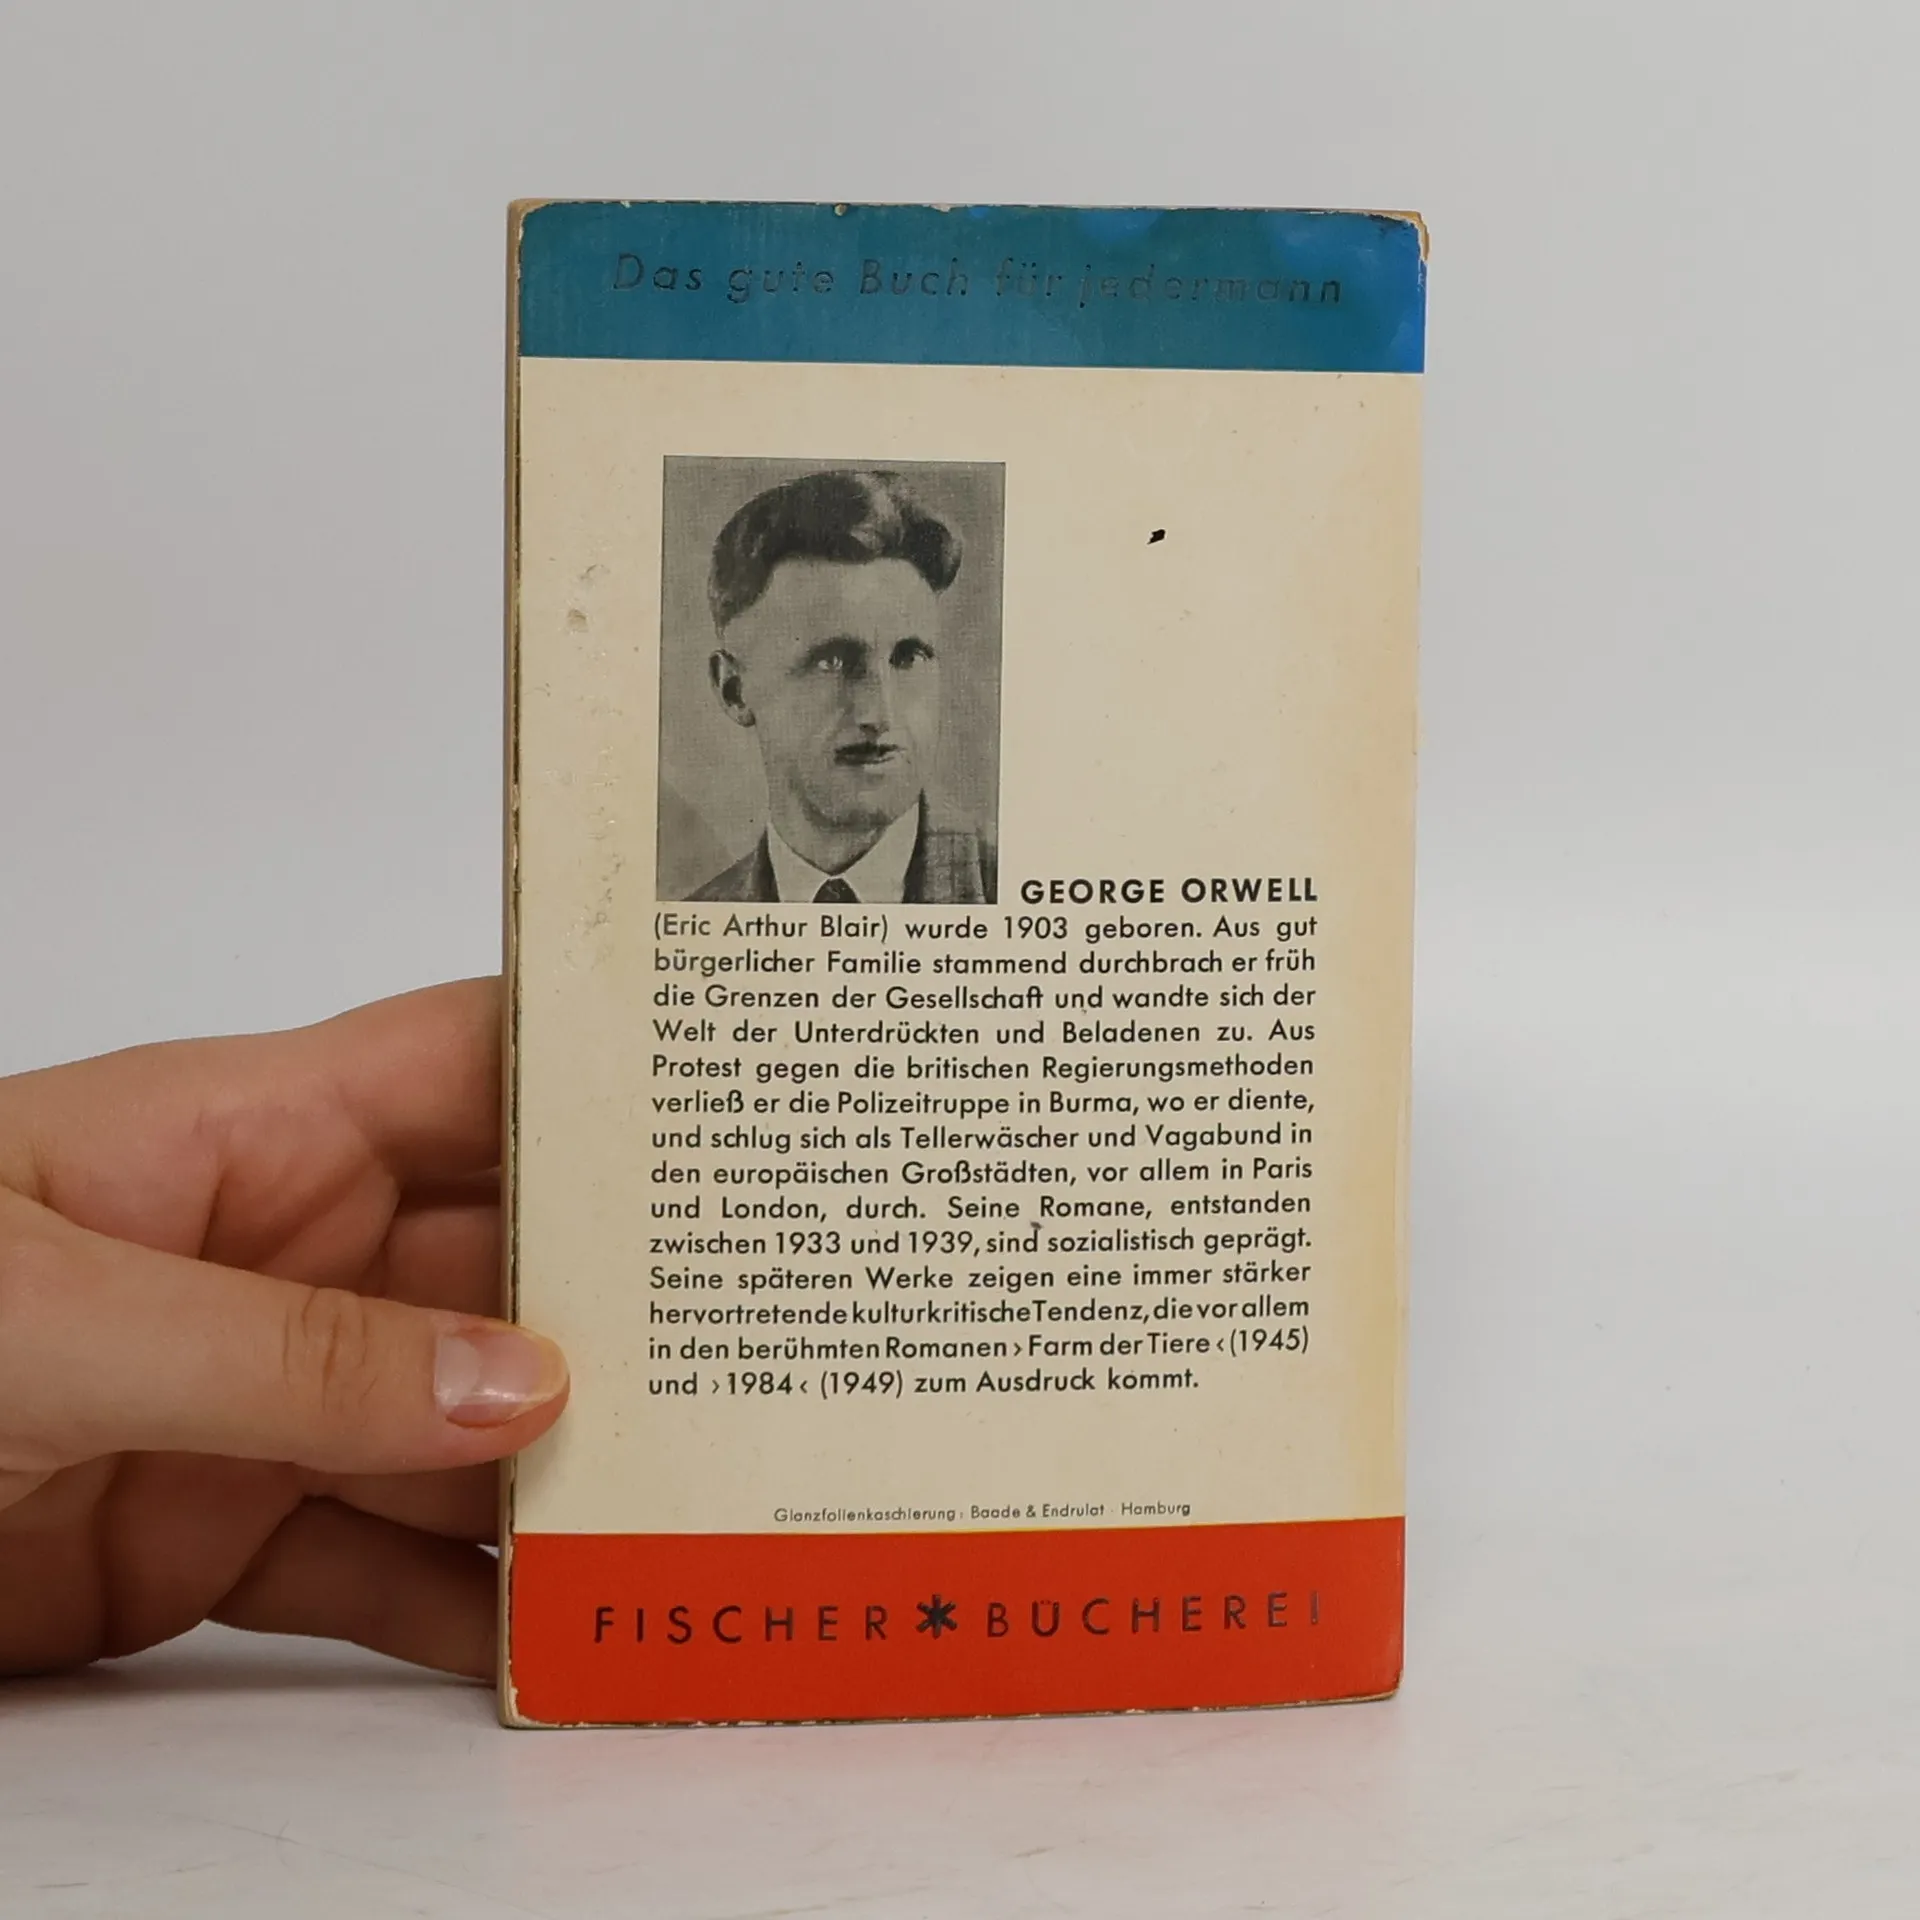 Das gute Buch für jedermann
GEORGE ORWELL
(Eric Arthur Blair) wurde 1903 geboren. Aus gut
bürgerlicher Familie stammend durchbrach er früh
die Grenzen der Gesellschaft und wandte sich der
Welt der Unterdrückten und Beladenen zu. Aus
Protest gegen die britischen Regierungsmethoden
verließ er die Polizeitruppe in Burma, wo er diente,
und schlug sich als Tellerwäscher und Vagabund in
den europäischen Großstädten, vor allem in Paris
und London, durch. Seine Romane, entstanden
zwischen 1933 und 1939, sind sozialistisch geprägt.
Seine späteren Werke zeigen eine immer stärker
hervortretende kulturkritische Tendenz, die vor allem
in den berühmten Romanen › Farm der Tiere ‹ (1945)
und › 1984 ‹ (1949) zum Ausdruck kommt.
Glanzfolienkaschierung: Baade & Endrulat · Hamburg
FISCHER * BÜCHEREI